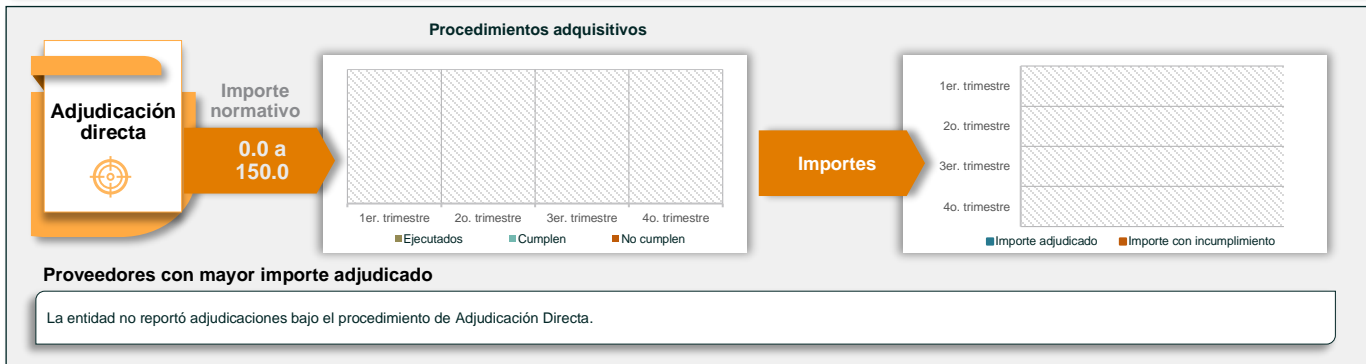 Procedimientos adquisitivos
Adjudicación
directa
Importe
normativo
0.0 a
150.0
1er. trimestre
2o. trimestre
3er. trimestre
4o. trimestre
Ejecutados
Cumplen
No cumplen
Importes
1er. trimestre
2o. trimestre
3er. trimestre
4o. trimestre
Importe adjudicado
Importe con incumplimiento
Proveedores con mayor importe adjudicado
La entidad no reportó adjudicaciones bajo el procedimiento de Adjudicación Directa.